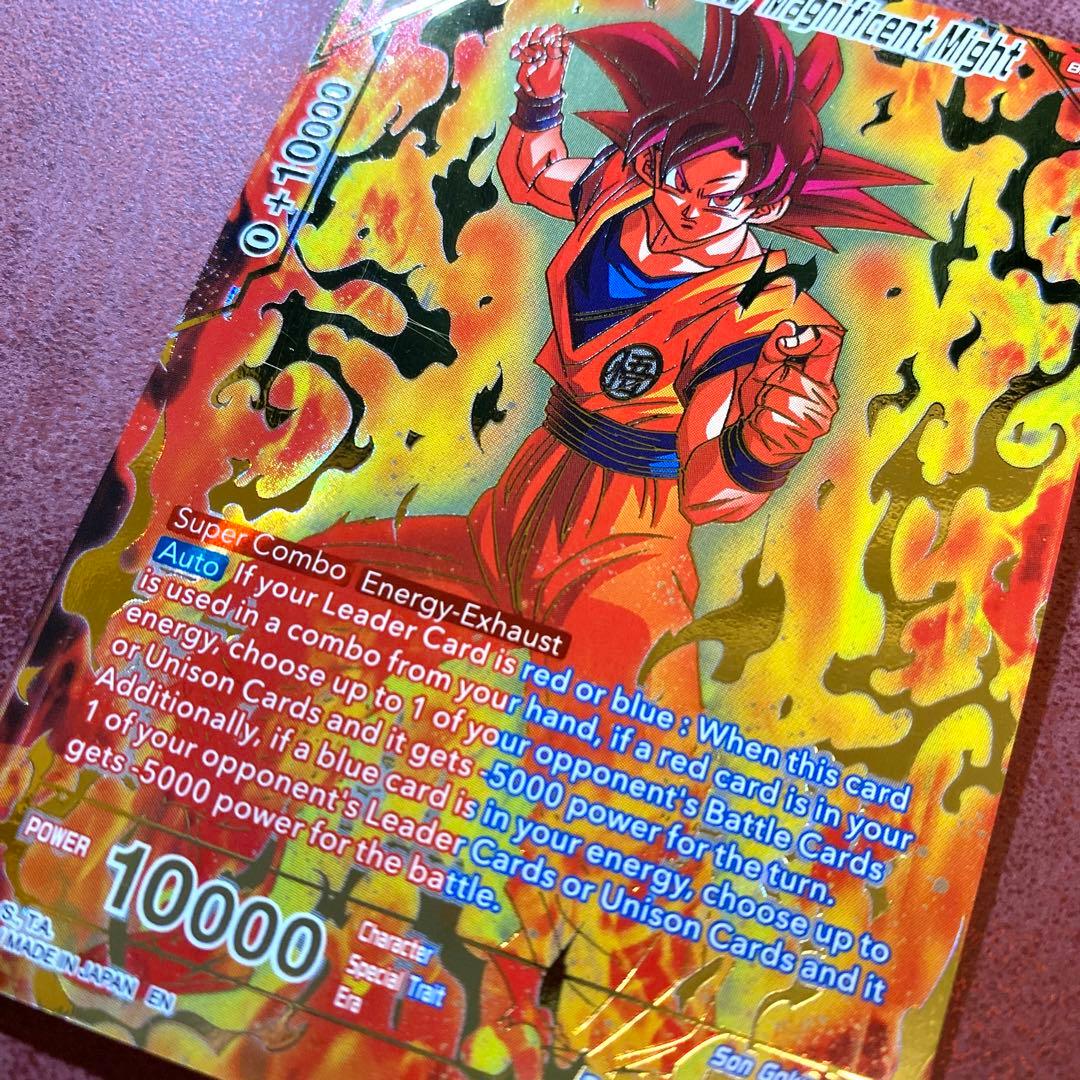 Magnificent Might
0 +10000
悟
Super Combo Energy-Exhaust
Auto If your Leader Card is red or blue : When this card
is used in a combo from your hand, if a red card is in your
energy, choose up to 1 of your opponent's Battle Cards
or Unison Cards and it gets -5000 power for the turn.
Additionally, if a blue card is in your energy, choose up to
1 of your opponent's Leader Cards or Unison Cards and it
gets -5000 power for the battle.
POWER 10000
Character
Special Trait
Era
Son
S.,T.A.
MADE IN JAPAN EN